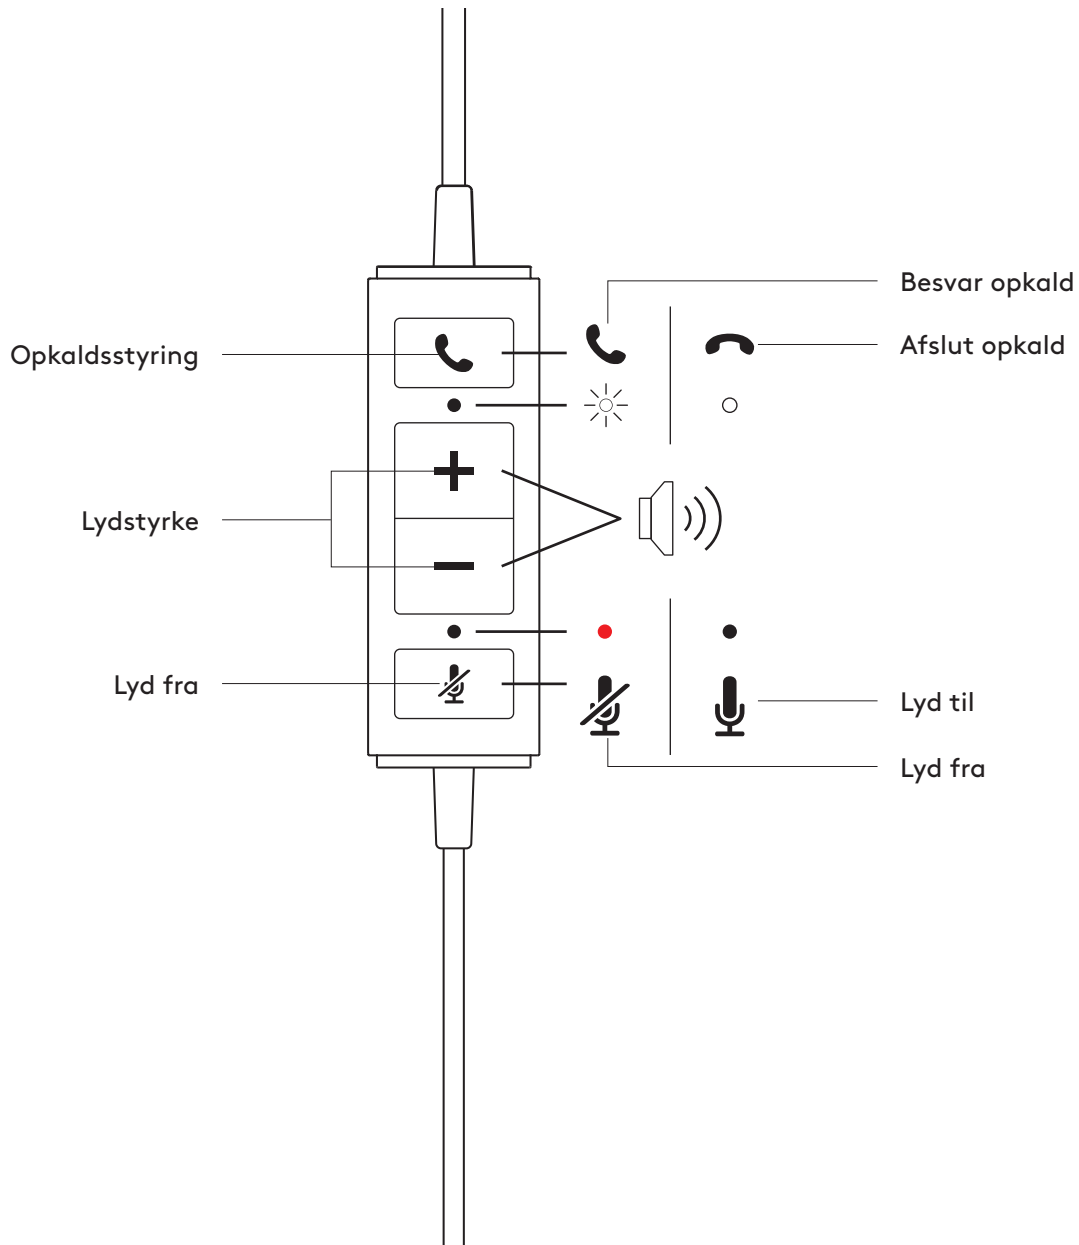 Besvar opkald
Opkaldsstyring
Afslut opkald
Lydstyrke
Lyd fra
Lyd til
Lyd fra